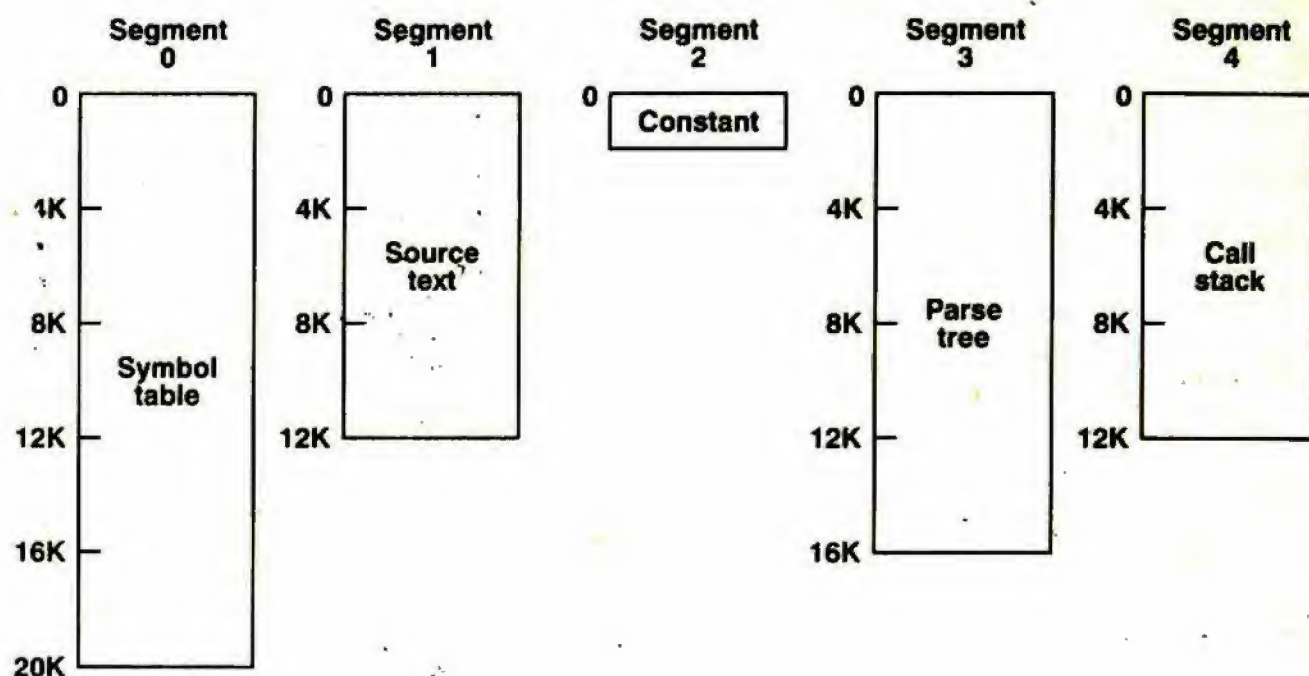 Segment
0
Segment
1
Segment
2
Segment
3
Segment
4
0
4K
8K
12K
16K
20K
Symbol
table
0
4K
8K
12K
Source
text
0
Constant
0
4K
8K
12K
16K
Parse
tree
0
4K
8K
12K
Call
stack